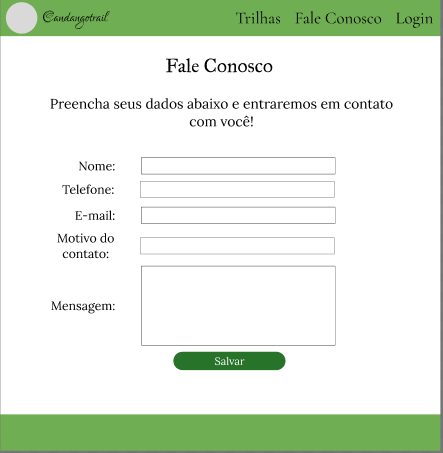 Candangotrail
Trilhas Fale Conosco Login
Fale Conosco
Preencha seus dados abaixo e entraremos em contato
com você!
Nome:
Telefone:
E-mail:
Motivo do
contato:
Mensagem:
Salvar